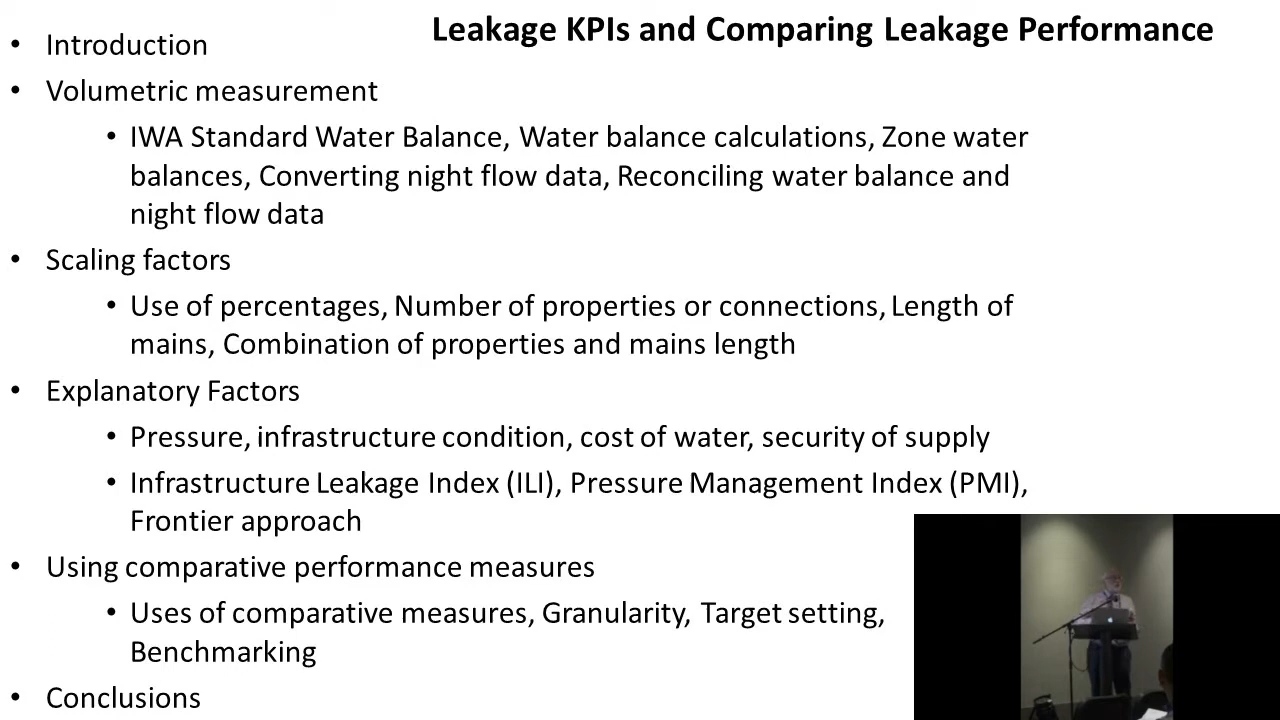 Leakage KPIs and Comparing Leakage Performance
• Introduction
• Volumetric measurement
• IWA Standard Water Balance, Water balance calculations, Zone water
balances, Converting night flow data, Reconciling water balance and
night flow data
• Scaling factors
• Use of percentages, Number of properties or connections, Length of
mains, Combination of properties and mains length
• Explanatory Factors
• Pressure, infrastructure condition, cost of water, security of supply
• Infrastructure Leakage Index (ILI), Pressure Management Index (PMI),
Frontier approach
• Using comparative performance measures
• Uses of comparative measures, Granularity, Target setting,
Benchmarking
• Conclusions